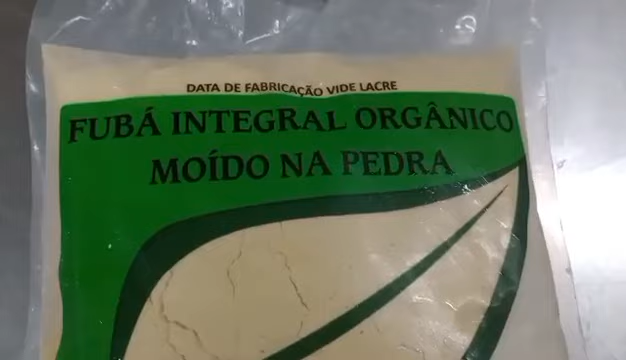 DATA DE FABRICAÇÃO VIDE LACRE
FUBÁ INTEGRAL ORGÂNICO
MOÍDO NA PEDRA